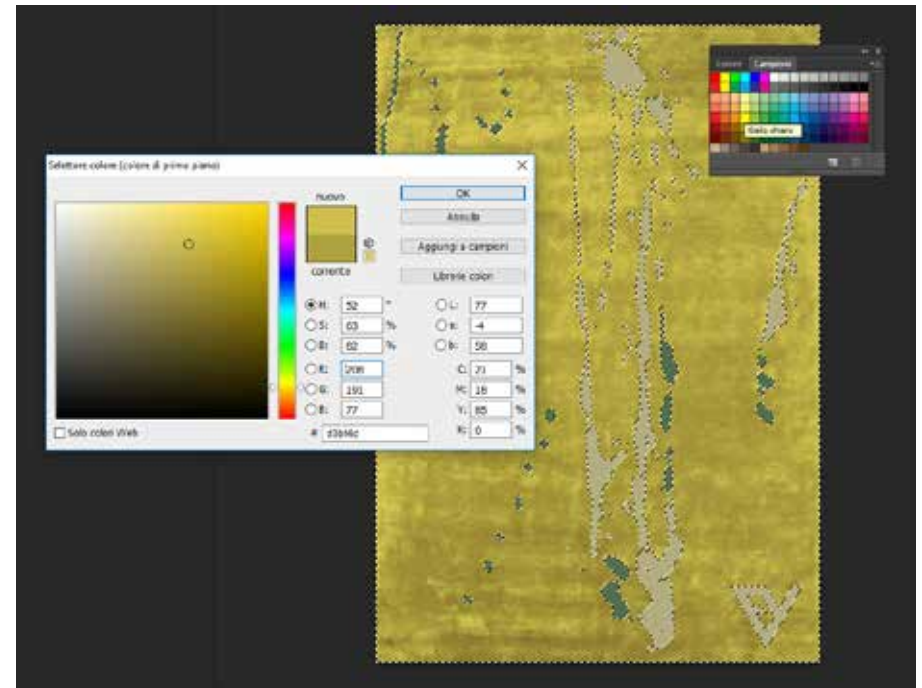 Selettore colore (colore di primo piano)
nuovo
corrente
OK
Annulla
Aggiungi a campioni
Librerie colori
H: 52 °
S: 63 %
B: 82 %
R: 208
G: 191
B: 77
L: 77
a: -4
b: 58
C: 21 %
M: 18 %
Y: 85 %
K: 0 %
Solo colori Web
#
Colore
Campioni
Giallo chiaro